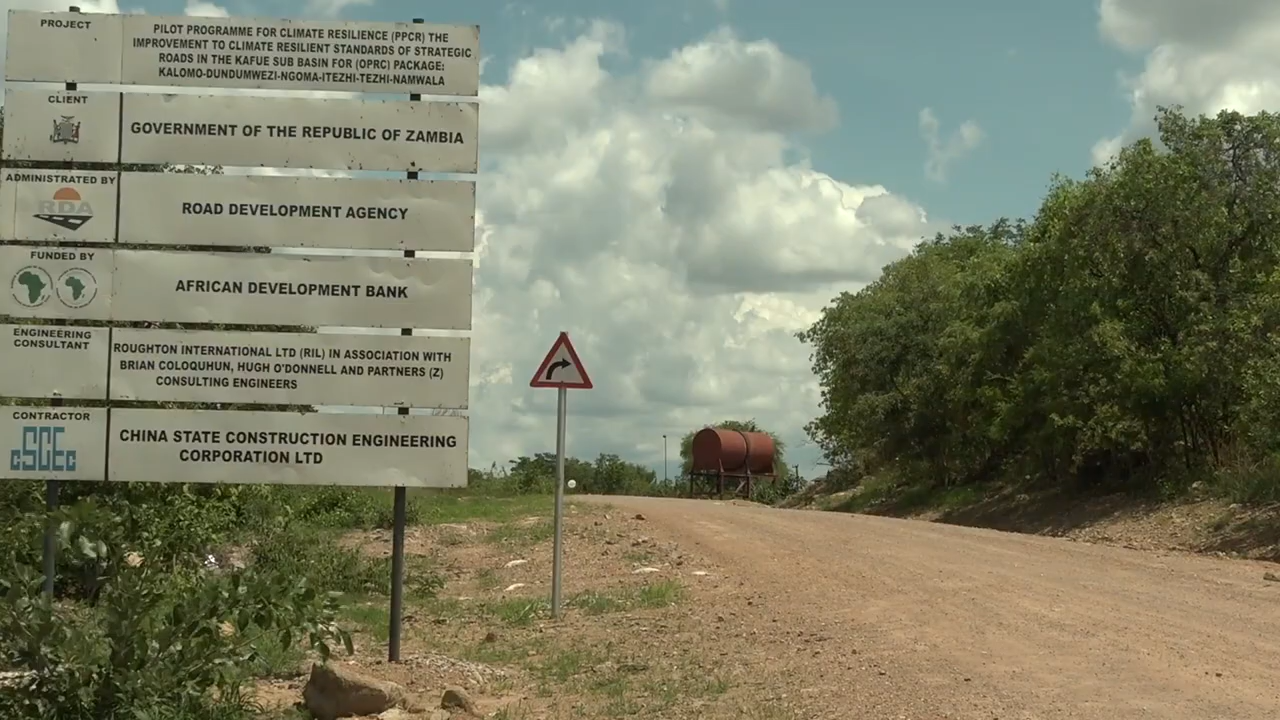 PROJECT
PILOT PROGRAMME FOR CLIMATE RESILIENCE (PPCR) THE
IMPROVEMENT TO CLIMATE RESILIENT STANDARDS OF STRATEGIC
ROADS IN THE KAFUE SUB BASIN FOR (OPRC) PACKAGE:
KALOMO-DUNDUMWEZI-NGOMA-ITEZHI-TEZHI-NAMWALA
CLIENT
GOVERNMENT OF THE REPUBLIC OF ZAMBIA
ADMINISTRATED BY
RDA
ROAD DEVELOPMENT AGENCY
FUNDED BY
AFRICAN DEVELOPMENT BANK
ENGINEERING
CONSULTANT
ROUGHTON INTERNATIONAL LTD (RIL) IN ASSOCIATION WITH
BRIAN COLOQUHUN, HUGH O'DONNELL AND PARTNERS (Z)
CONSULTING ENGINEERS
CONTRACTOR
CSCEC
CHINA STATE CONSTRUCTION ENGINEERING
CORPORATION LTD